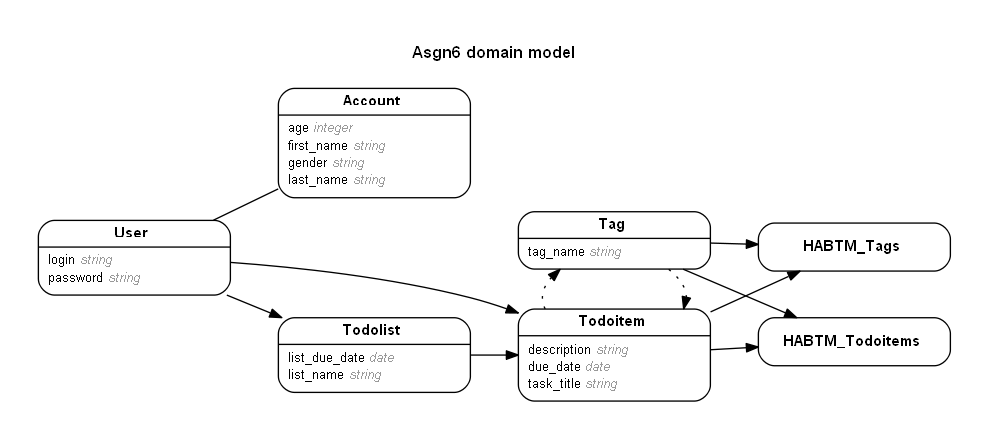 Asgn6 domain model
Account
age integer
first_name string
gender string
last_name string
User
login string
password string
Tag
tag_name string
HABTM_Tags
Todolist
list_due_date date
list_name string
Todoitem
description string
due_date date
task_title string
HABTM_Todoitems